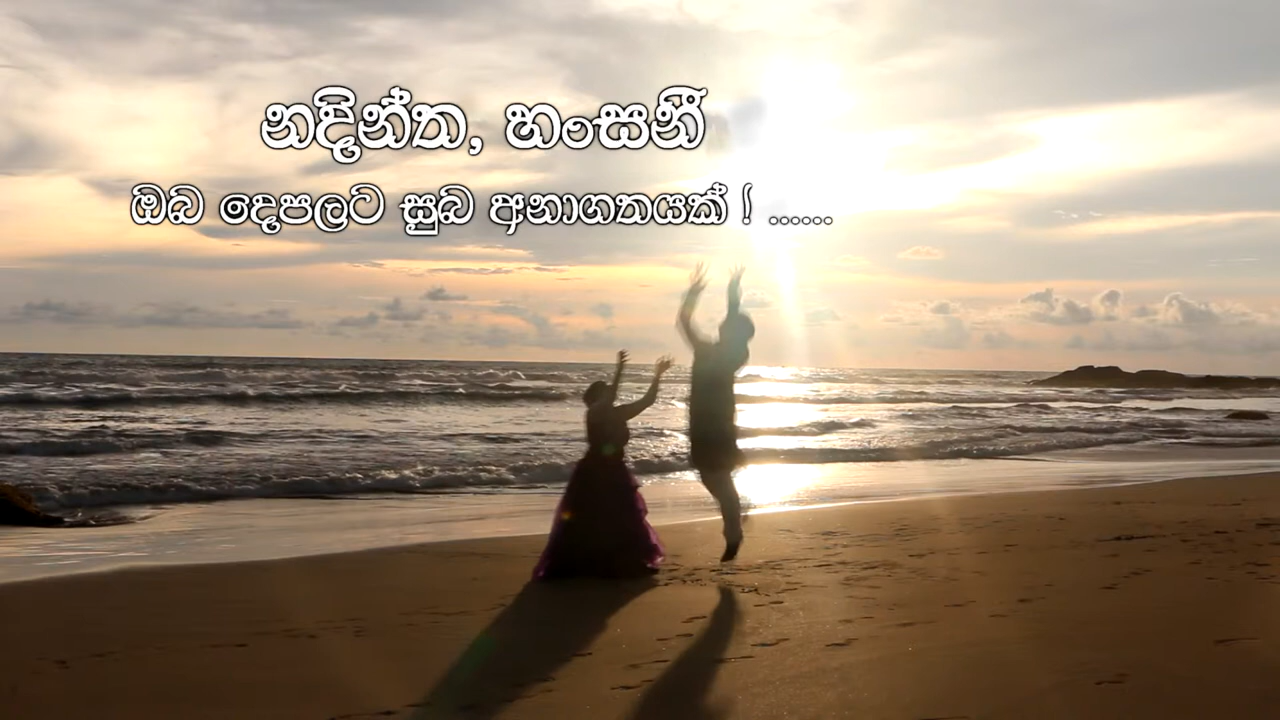 නදින්ත, හංසනී
ඔබ දෙපලට සුබ අනාගතයක් ! ......